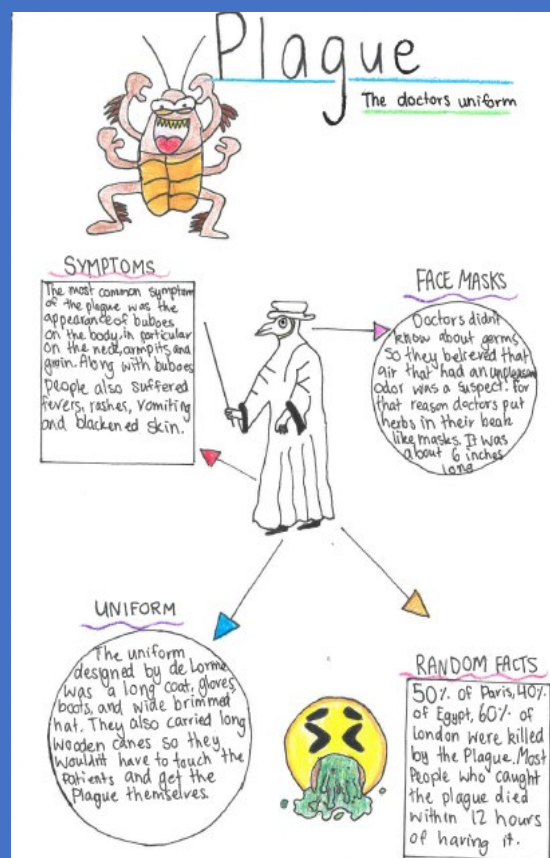 Plague
The doctors uniform
SYMPTOMS
The most common symptom
of the plague was the
appearance of buboes
on the body, in particular
on the neck, armpits and
groin. Along with buboes
people also suffered
fevers, rashes, vomiting
and blackened skin.
FACE MASKS
Doctors didnt
know about germs
so they believed that
air that had an unpleasant
odor was a suspect. For
that reason doctors put
herbs in their beak
like masks. It was
about 6 inches
long
UNIFORM
The uniform
designed by de Lorme
was a long coat, gloves,
boots, and wide brimmed
hat. They also carried long
wooden canes so they
wouldnt have to touch the
Patients and get the
Plague themselves.
RANDOM FACTS
50% of Paris, 40%
of Egypt, 60% of
London were killed
by the Plague. Most
People who caught
the plague died
within 12 hours
of having it.